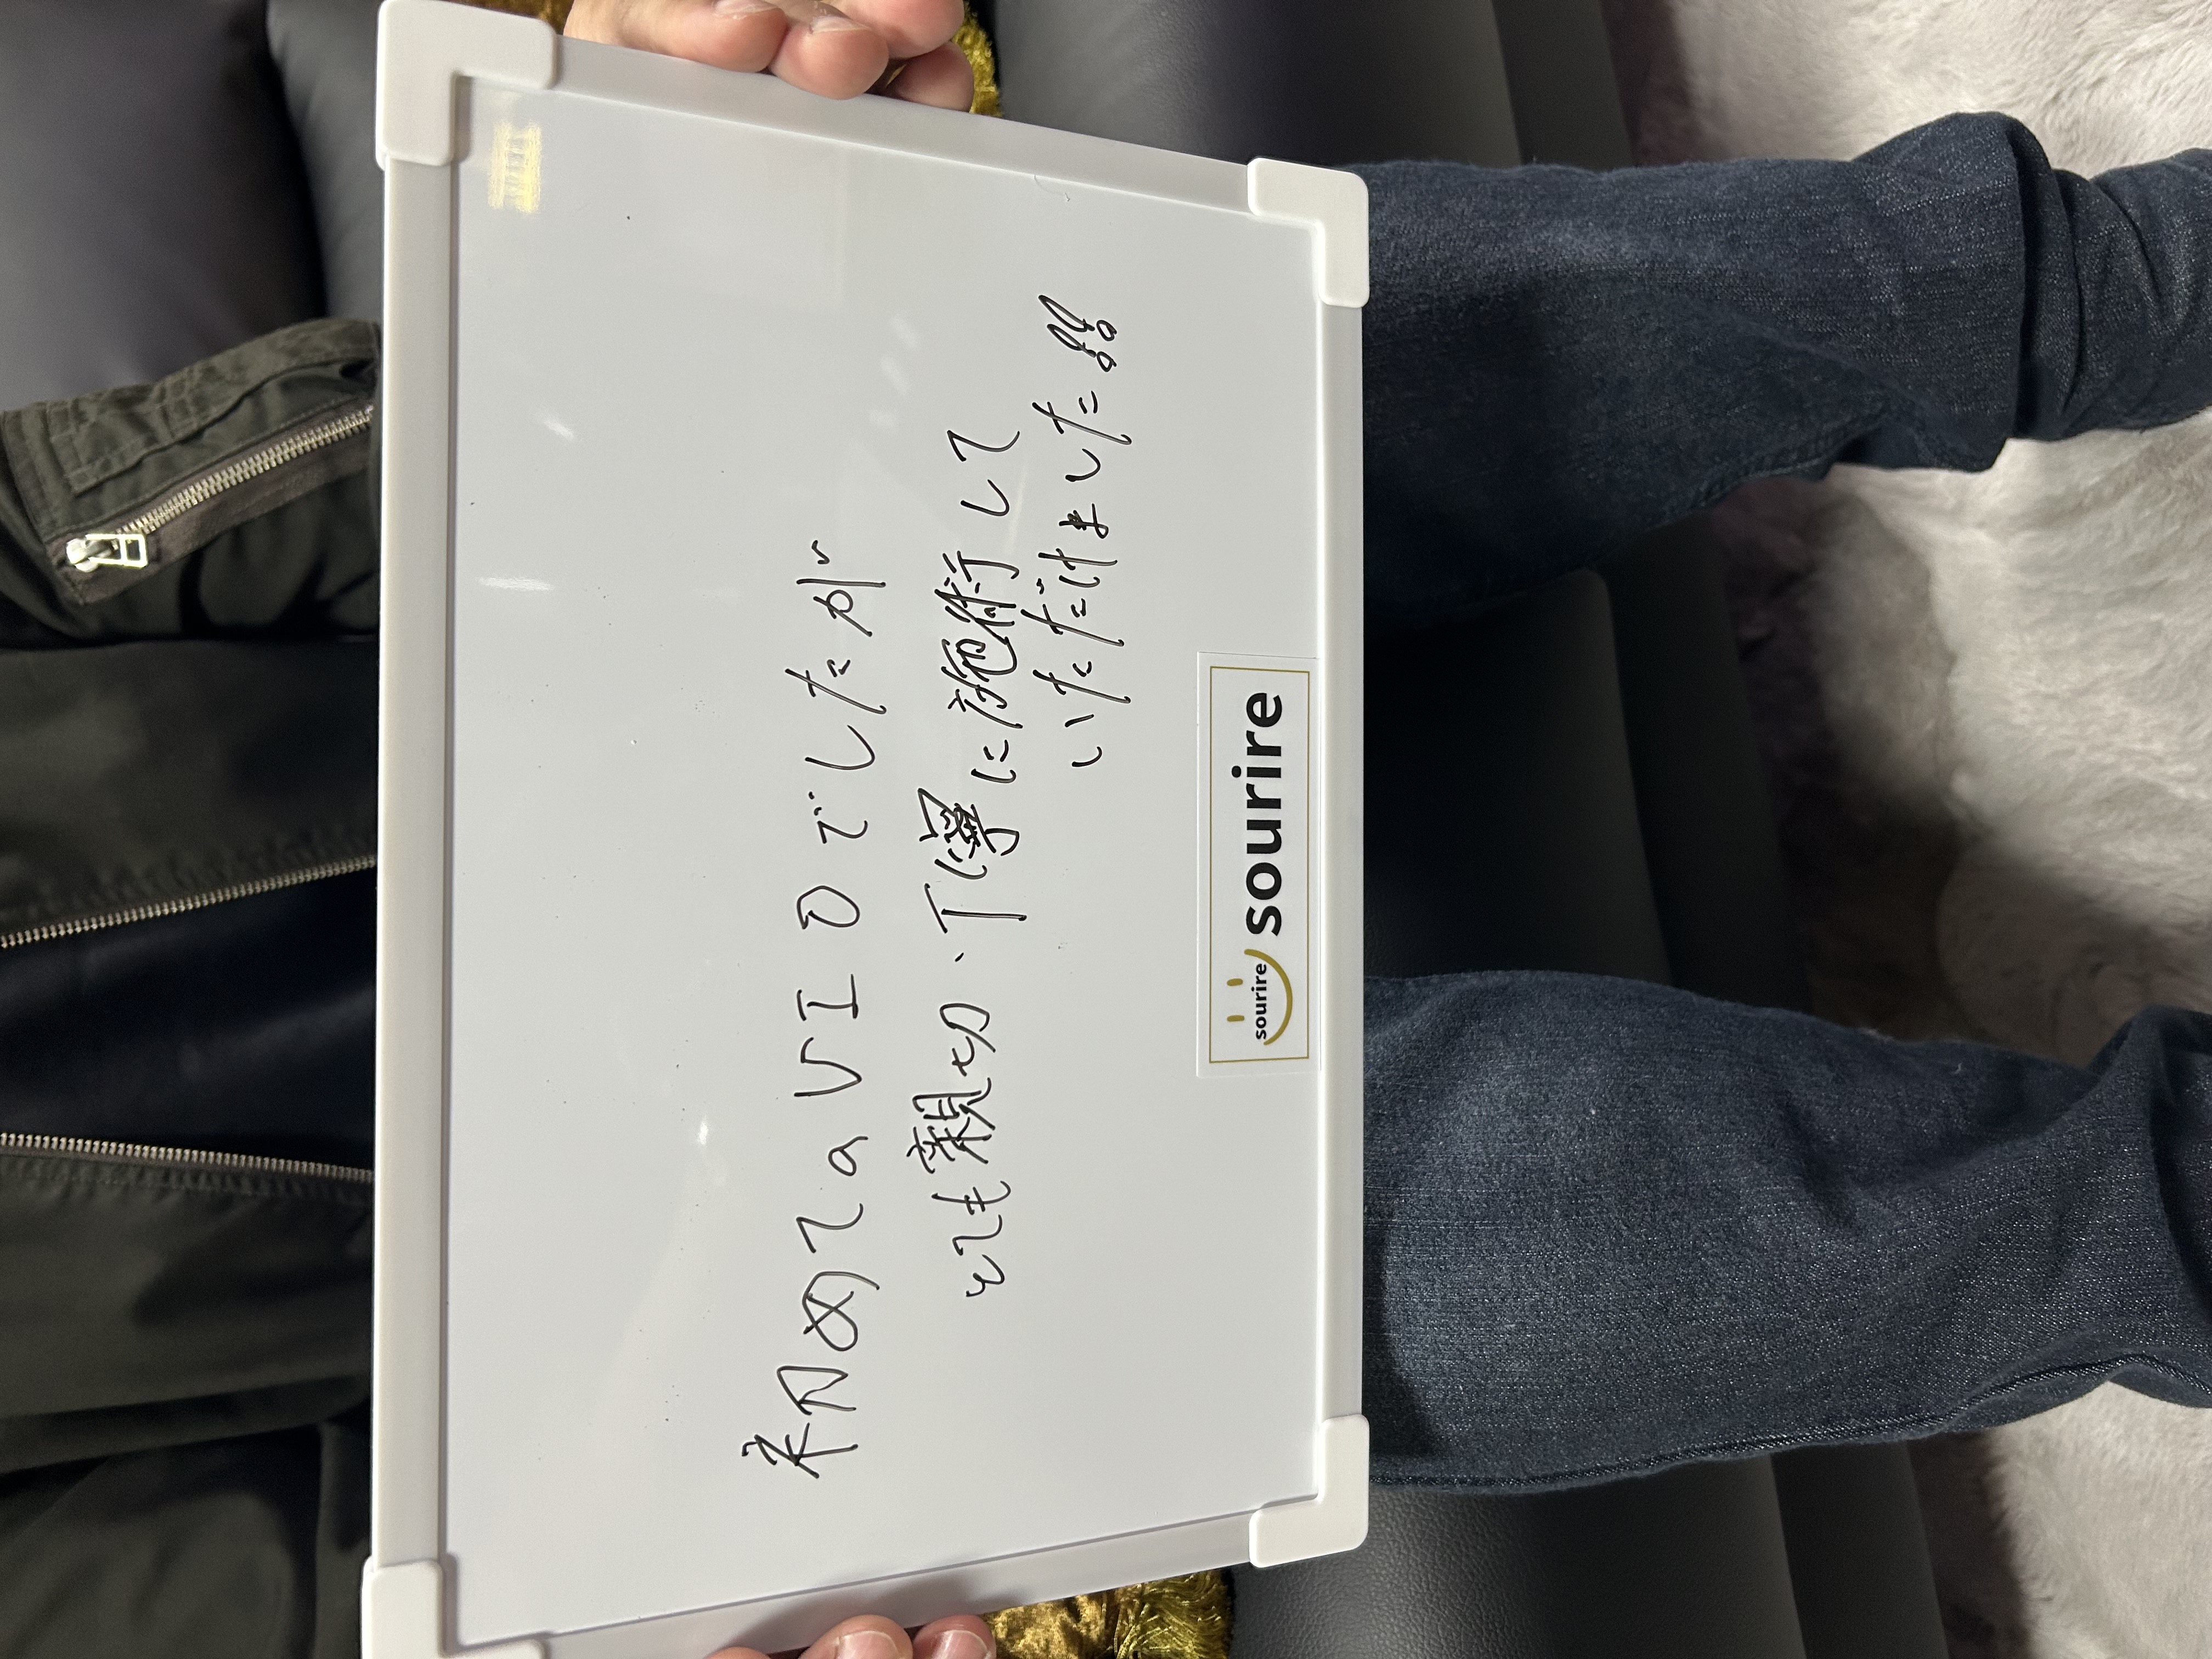 初めてのVIOでしたが
とても親切、丁寧に施術して
いただけました!!
sourire sourire